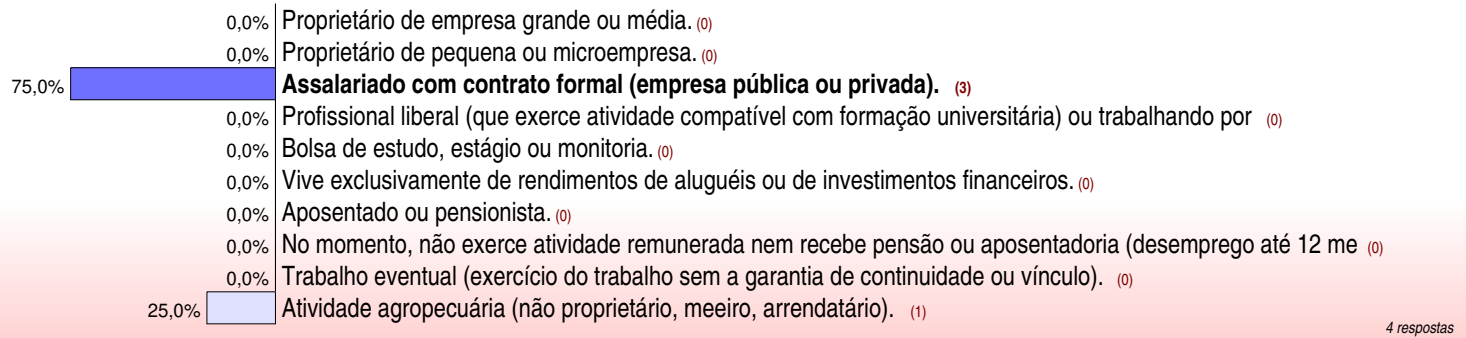 0,0% Proprietário de empresa grande ou média. (0)
0,0% Proprietário de pequena ou microempresa. (0)
75,0% Assalariado com contrato formal (empresa pública ou privada). (3)
0,0% Profissional liberal (que exerce atividade compatível com formação universitária) ou trabalhando por (0)
0,0% Bolsa de estudo, estágio ou monitoria. (0)
0,0% Vive exclusivamente de rendimentos de aluguéis ou de investimentos financeiros. (0)
0,0% Aposentado ou pensionista. (0)
0,0% No momento, não exerce atividade remunerada nem recebe pensão ou aposentadoria (desemprego até 12 me (0)
0,0% Trabalho eventual (exercício do trabalho sem a garantia de continuidade ou vínculo). (0)
25,0% Atividade agropecuária (não proprietário, meeiro, arrendatário). (1)
4 respostas